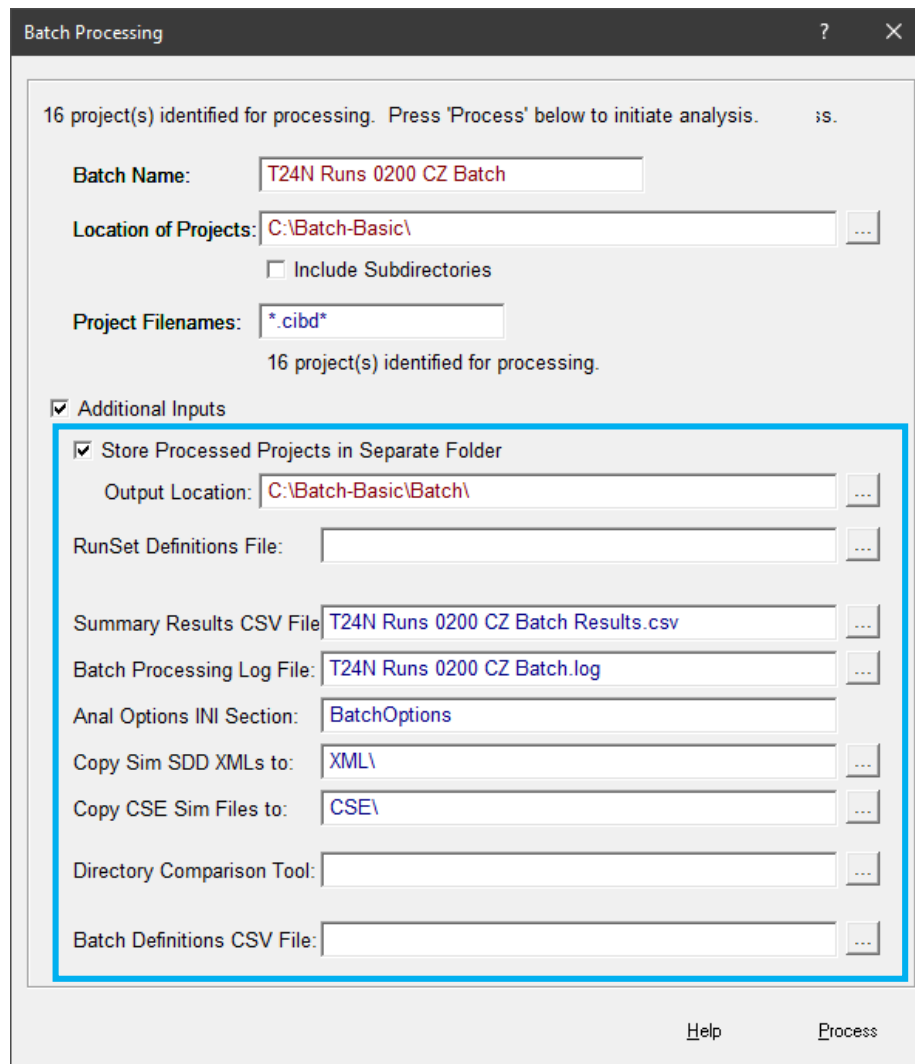 Batch Processing ? ×
16 project(s) identified for processing. Press 'Process' below to initiate analysis. ss.
Batch Name: T24N Runs 0200 CZ Batch
Location of Projects: C:\Batch-Basic\ ...
Include Subdirectories
Project Filenames: *.cibd*
16 project(s) identified for processing.
Additional Inputs
Store Processed Projects in Separate Folder
Output Location: C:\Batch-Basic\Batch\ ...
RunSet Definitions File: ...
Summary Results CSV File T24N Runs 0200 CZ Batch Results.csv ...
Batch Processing Log File: T24N Runs 0200 CZ Batch.log ...
Anal Options INI Section: BatchOptions
Copy Sim SDD XMLs to: XML\ ...
Copy CSE Sim Files to: CSE\ ...
Directory Comparison Tool: ...
Batch Definitions CSV File: ...
Help Process